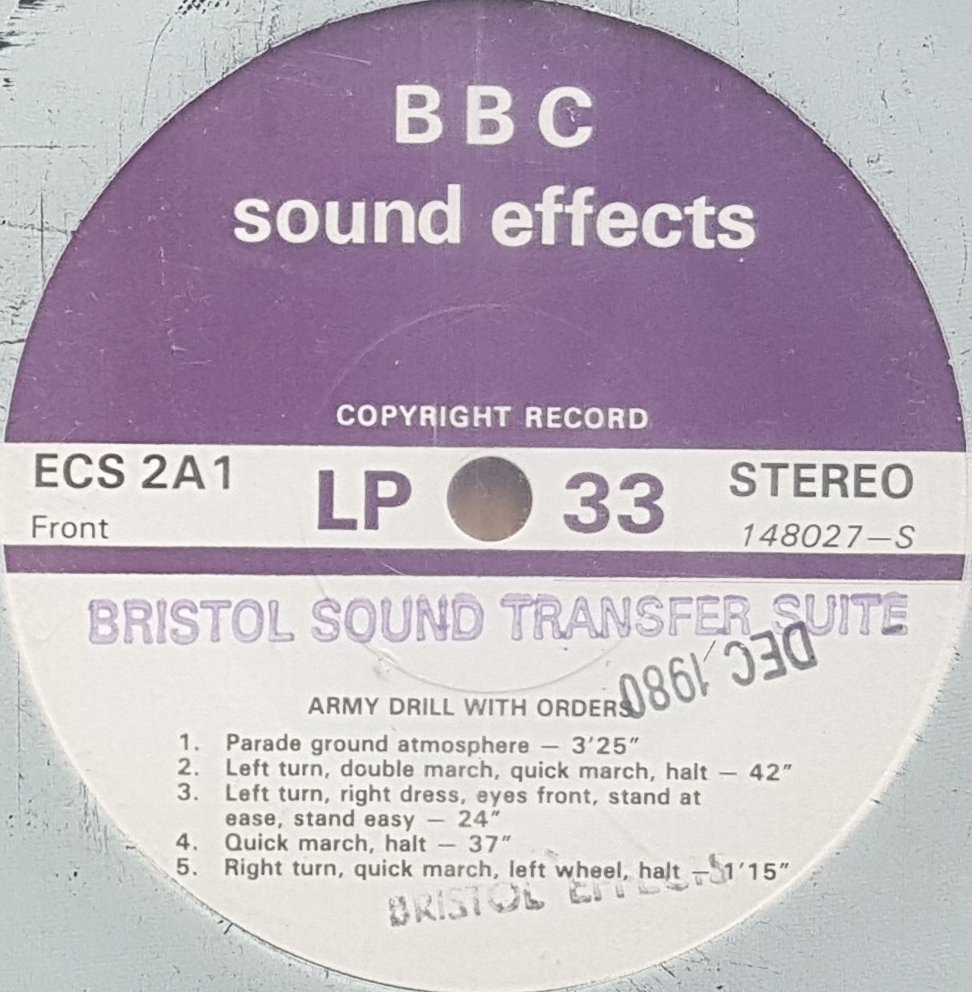 BBC
sound effects
COPYRIGHT RECORD
ECS 2A1
LP 33
STEREO
Front
148027–S
BRISTOL SOUND TRANSFER SUITE
DEC 1980
ARMY DRILL WITH ORDERS
1. Parade ground atmosphere – 3'25"
2. Left turn, double march, quick march, halt – 42"
3. Left turn, right dress, eyes front, stand at
ease, stand easy – 24"
4. Quick march, halt – 37"
5. Right turn, quick march, left wheel, halt – 1'15"
BRISTOL EFFECTS